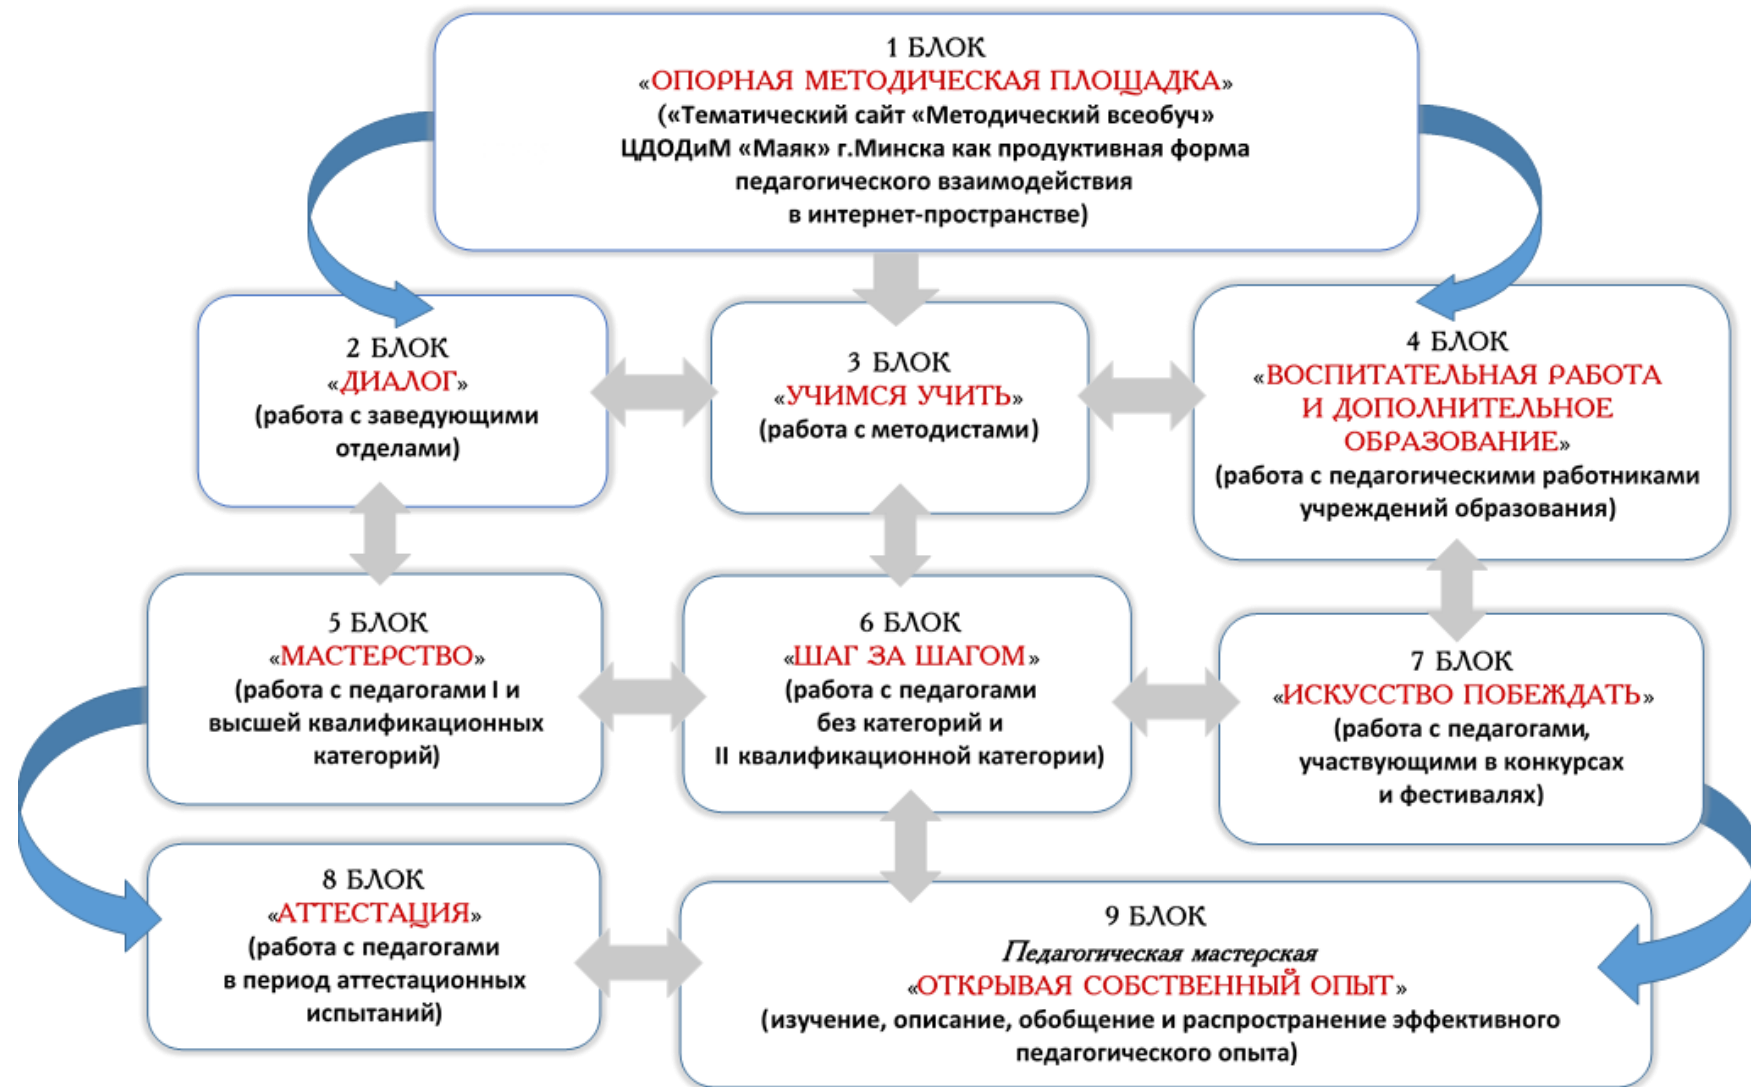 1 БЛОК
«ОПОРНАЯ МЕТОДИЧЕСКАЯ ПЛОЩАДКА»
(«Тематический сайт «Методический всеобуч»
ЦДОДиМ «Маяк» г.Минска как продуктивная форма
педагогического взаимодействия
в интернет-пространстве)
2 БЛОК
«ДИАЛОГ»
(работа с заведующими
отделами)
3 БЛОК
«УЧИМСЯ УЧИТЬ»
(работа с методистами)
4 БЛОК
«ВОСПИТАТЕЛЬНАЯ РАБОТА
И ДОПОЛНИТЕЛЬНОЕ
ОБРАЗОВАНИЕ»
(работа с педагогическими работниками
учреждений образования)
5 БЛОК
«МАСТЕРСТВО»
(работа с педагогами I и
высшей квалификационных
категорий)
6 БЛОК
«ШАГ ЗА ШАГОМ»
(работа с педагогами
без категорий и
II квалификационной категории)
7 БЛОК
«ИСКУССТВО ПОБЕЖДАТЬ»
(работа с педагогами,
участвующими в конкурсах
и фестивалях)
8 БЛОК
«АТТЕСТАЦИЯ»
(работа с педагогами
в период аттестационных
испытаний)
9 БЛОК
Педагогическая мастерская
«ОТКРЫВАЯ СОБСТВЕННЫЙ ОПЫТ»
(изучение, описание, обобщение и распространение эффективного
педагогического опыта)